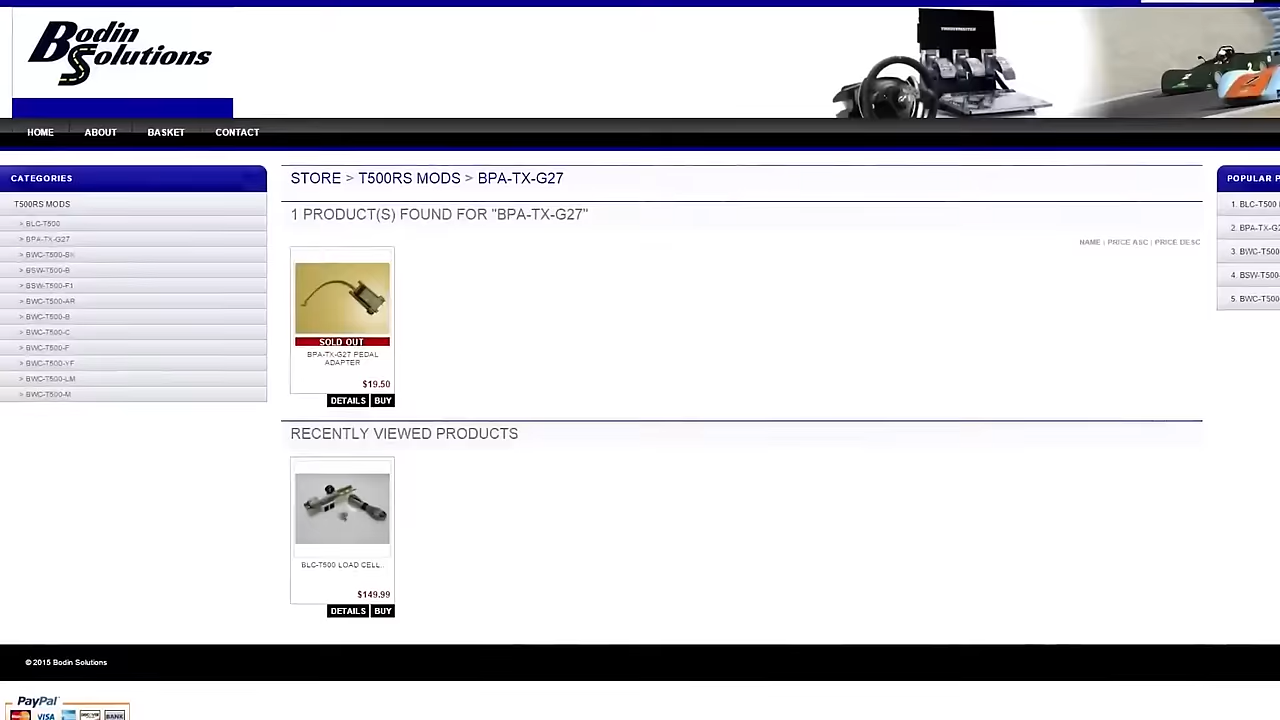 Bodin
Solutions
THRUSTMASTER
HOME ABOUT BASKET CONTACT
CATEGORIES
T500RS MODS
> BLC-T500
> BPA-TX-G27
> BWC-T500-SN
> BSW-T500-B
> BSW-T500-F1
> BWC-T500-AR
> BWC-T500-B
> BWC-T500-C
> BWC-T500-F
> BWC-T500-YF
> BWC-T500-LM
> BWC-T500-M
STORE > T500RS MODS > BPA-TX-G27
1 PRODUCT(S) FOUND FOR "BPA-TX-G27"
NAME | PRICE ASC | PRICE DESC
SOLD OUT
BPA-TX-G27 PEDAL
ADAPTER
$19.50
DETAILS BUY
RECENTLY VIEWED PRODUCTS
BLC-T500 LOAD CELL..
$149.99
DETAILS BUY
POPULAR P
1. BLC-T500
2. BPA-TX-G2
3. BWC-T500
4. BSW-T500-
5. BWC-T500-
© 2015 Bodin Solutions
PayPal
VISA
DISCOVER
BANK